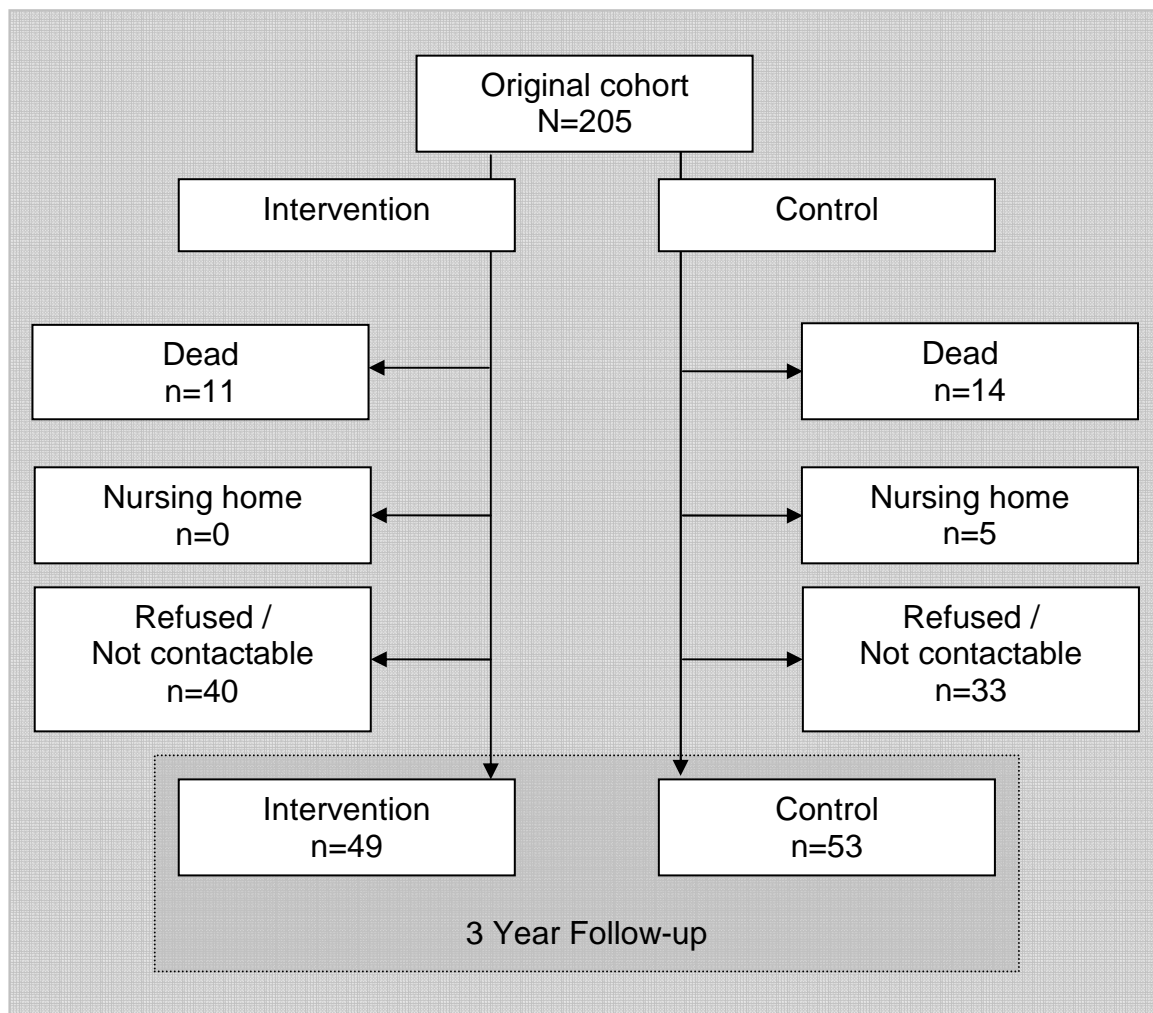 Original cohort
N=205
Intervention
Control
Dead
n=11
Dead
n=14
Nursing home
n=0
Nursing home
n=5
Refused /
Not contactable
n=40
Refused /
Not contactable
n=33
Intervention
n=49
Control
n=53
3 Year Follow-up